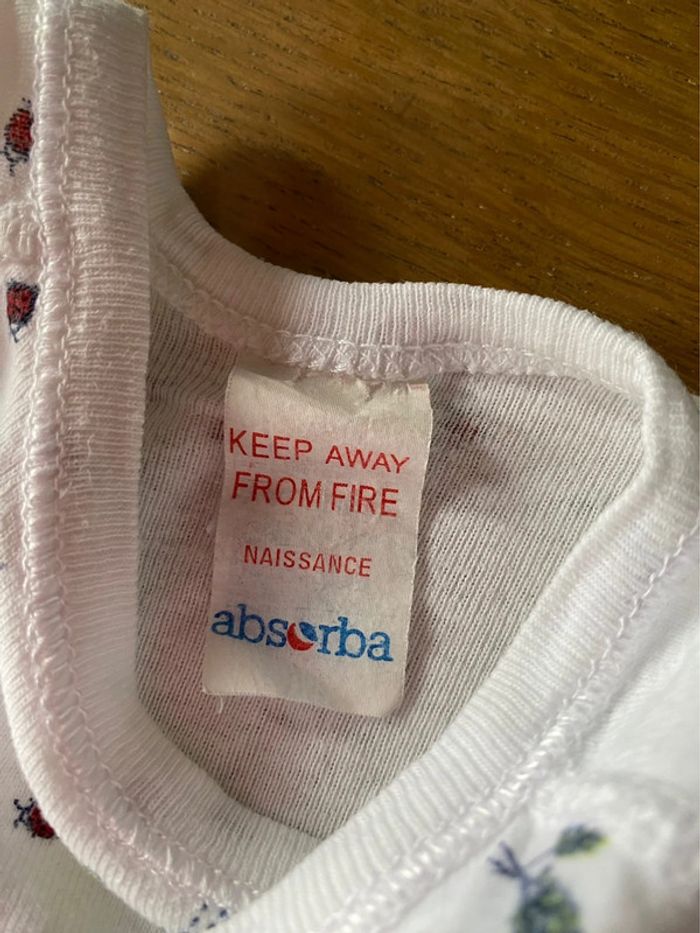 KEEP AWAY
FROM FIRE
NAISSANCE
absorba